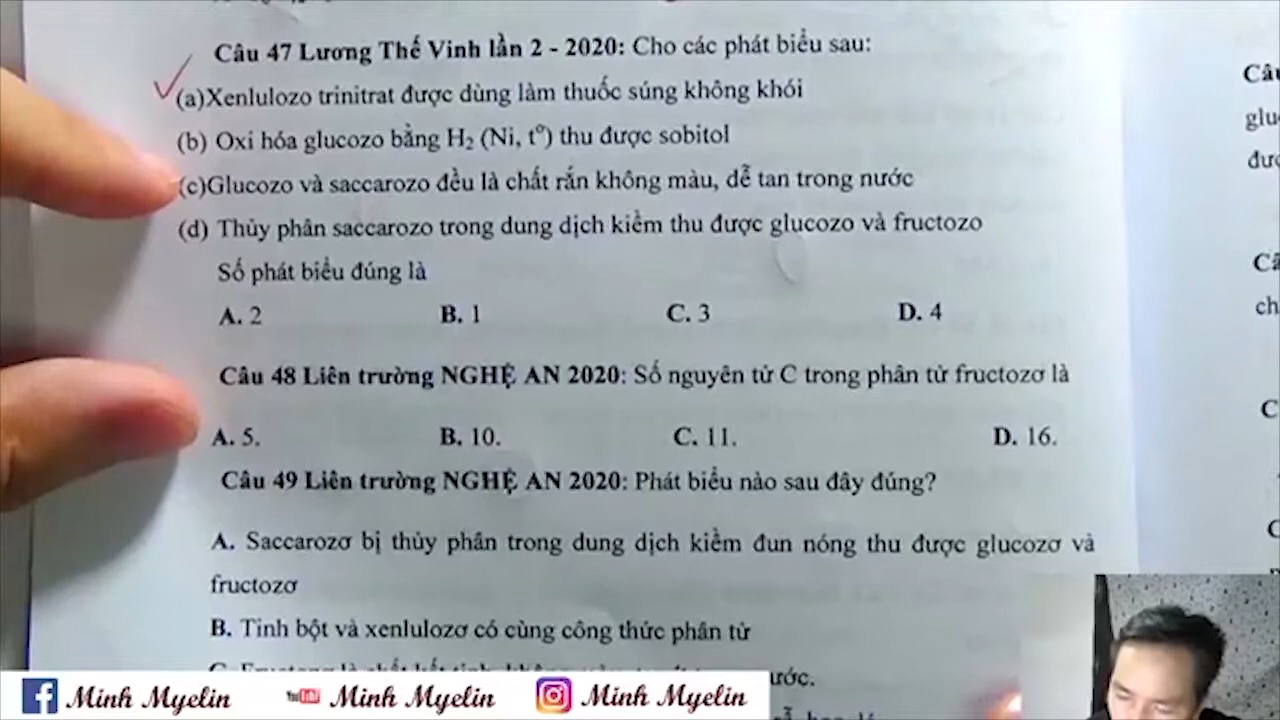 Câu 47 Lương Thế Vinh lần 2 - 2020: Cho các phát biểu sau:
(a)Xenlulozo trinitrat được dùng làm thuốc súng không khói
(b) Oxi hóa glucozo bằng H₂ (Ni, tº) thu được sobitol
(c)Glucozo và saccarozo đều là chất rắn không màu, dễ tan trong nước
(d) Thủy phân saccarozo trong dung dịch kiềm thu được glucozo và fructozo
Số phát biểu đúng là
A. 2 B. 1 C. 3 D. 4
Câu 48 Liên trường NGHỆ AN 2020: Số nguyên tử C trong phân tử fructozơ là
A. 5. B. 10. C. 11. D. 16.
Câu 49 Liên trường NGHỆ AN 2020: Phát biểu nào sau đây đúng?
A. Saccarozơ bị thủy phân trong dung dịch kiềm đun nóng thu được glucozơ và
fructozơ
B. Tinh bột và xenlulozơ có cùng công thức phân tử
Minh Myelin Minh Myelin Minh Myelin